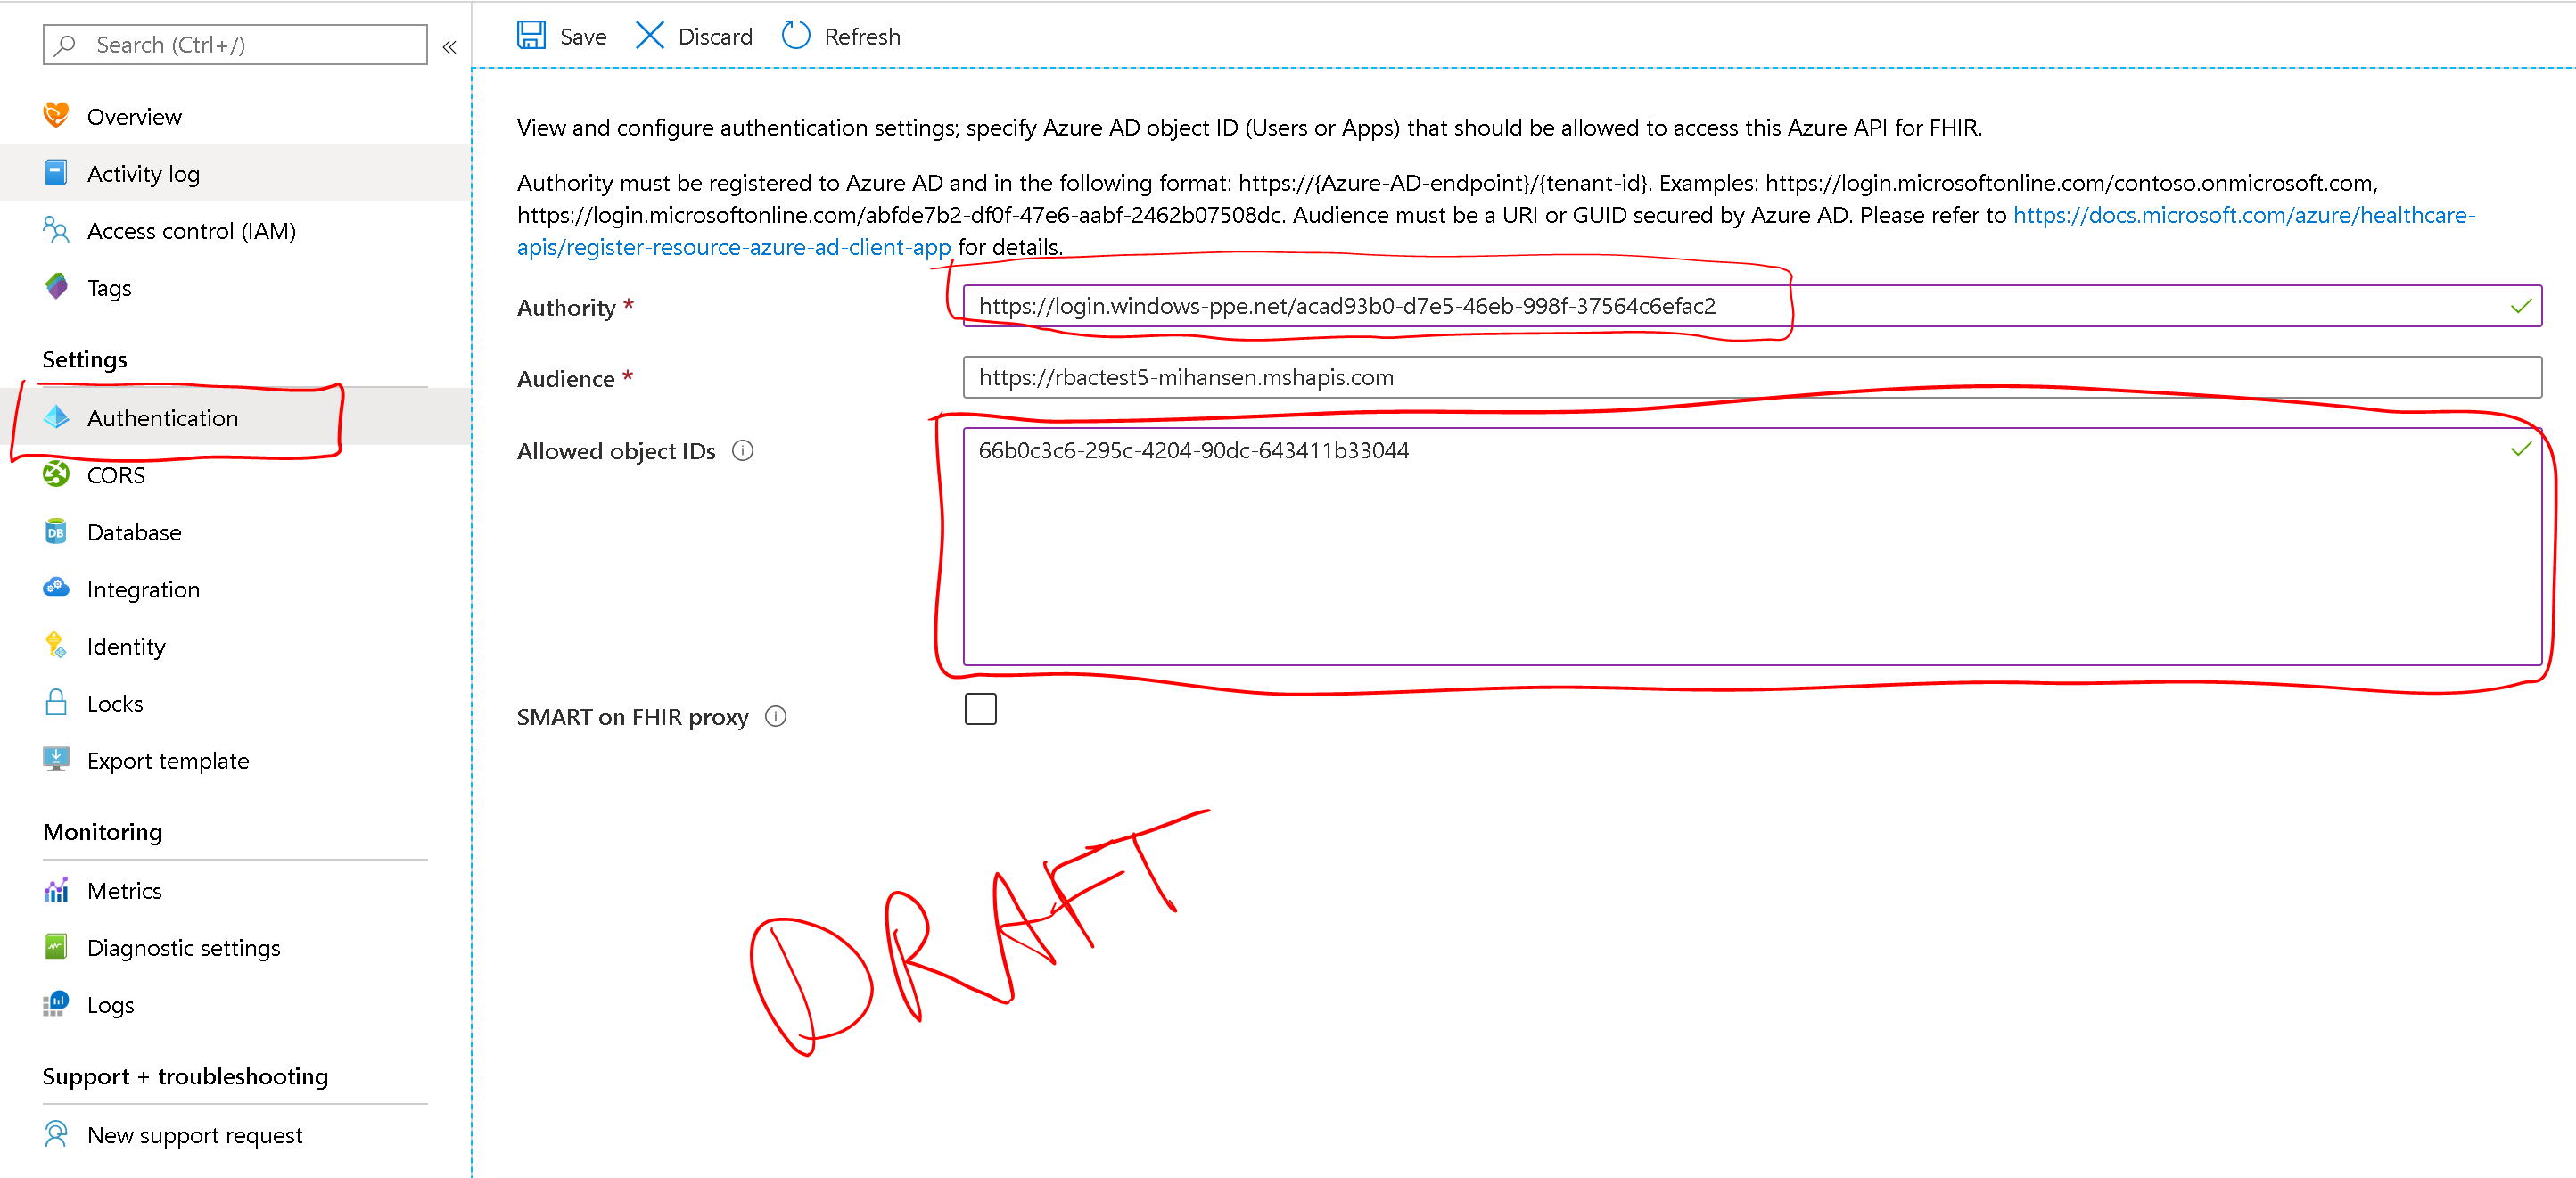 Search (Ctrl+/)
«
Overview
Activity log
Access control (IAM)
Tags
Settings
Authentication
CORS
Database
Integration
Identity
Locks
Export template
Monitoring
Metrics
Diagnostic settings
Logs
Support + troubleshooting
New support request
Save Discard Refresh
View and configure authentication settings; specify Azure AD object ID (Users or Apps) that should be allowed to access this Azure API for FHIR.
Authority must be registered to Azure AD and in the following format: https://{Azure-AD-endpoint}/{tenant-id}. Examples: https://login.microsoftonline.com/contoso.onmicrosoft.com,
https://login.microsoftonline.com/abfde7b2-df0f-47e6-aabf-2462b07508dc. Audience must be a URI or GUID secured by Azure AD. Please refer to https://docs.microsoft.com/azure/healthcare-
apis/register-resource-azure-ad-client-app for details.
Authority * https://login.windows-ppe.net/acad93b0-d7e5-46eb-998f-37564c6efac2
Audience * https://rbactest5-mihansen.mshapis.com
Allowed object IDs 66b0c3c6-295c-4204-90dc-643411b33044
SMART on FHIR proxy
DRAFT